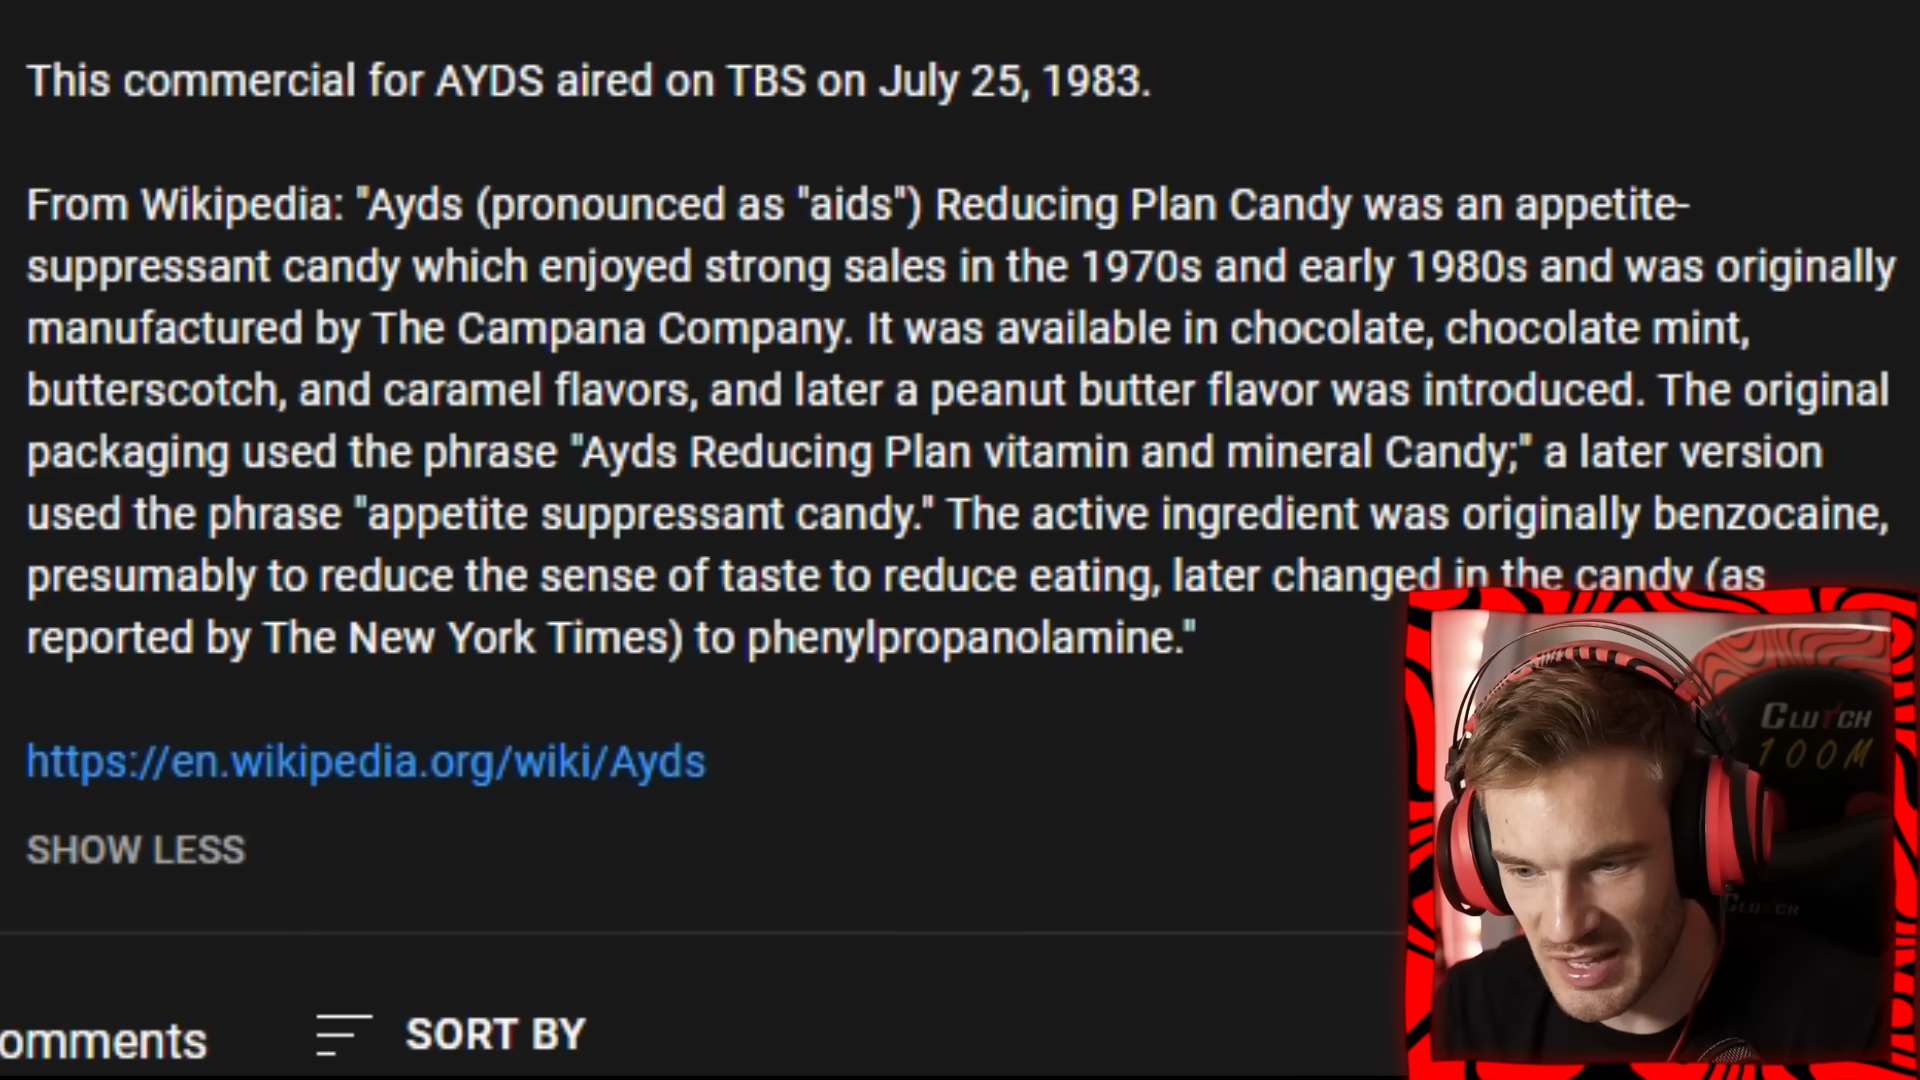 This commercial for AYDS aired on TBS on July 25, 1983.
From Wikipedia: "Ayds (pronounced as "aids") Reducing Plan Candy was an appetite-
suppressant candy which enjoyed strong sales in the 1970s and early 1980s and was originally
manufactured by The Campana Company. It was available in chocolate, chocolate mint,
butterscotch, and caramel flavors, and later a peanut butter flavor was introduced. The original
packaging used the phrase "Ayds Reducing Plan vitamin and mineral Candy;" a later version
used the phrase "appetite suppressant candy." The active ingredient was originally benzocaine,
presumably to reduce the sense of taste to reduce eating, later changed in the candy (as
reported by The New York Times) to phenylpropanolamine."
https://en.wikipedia.org/wiki/Ayds
SHOW LESS
omments
SORT BY
CLUTCH
100M
CLUTCH